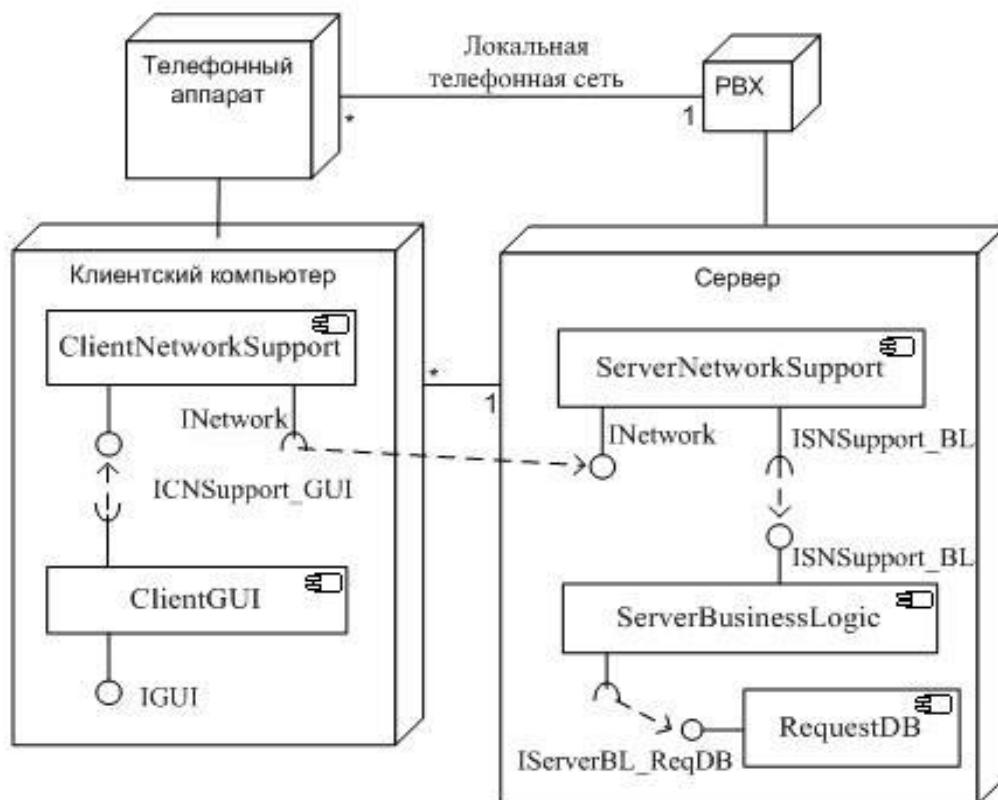 Телефонный
аппарат
Локальная
телефонная сеть
PBX
*
1
Клиентский компьютер
ClientNetworkSupport
INetwork
ICNSupport_GUI
ClientGUI
IGUI
*
1
Сервер
ServerNetworkSupport
INetwork
ISNSupport_BL
ISNSupport_BL
ServerBusinessLogic
RequestDB
IServerBL_ReqDB